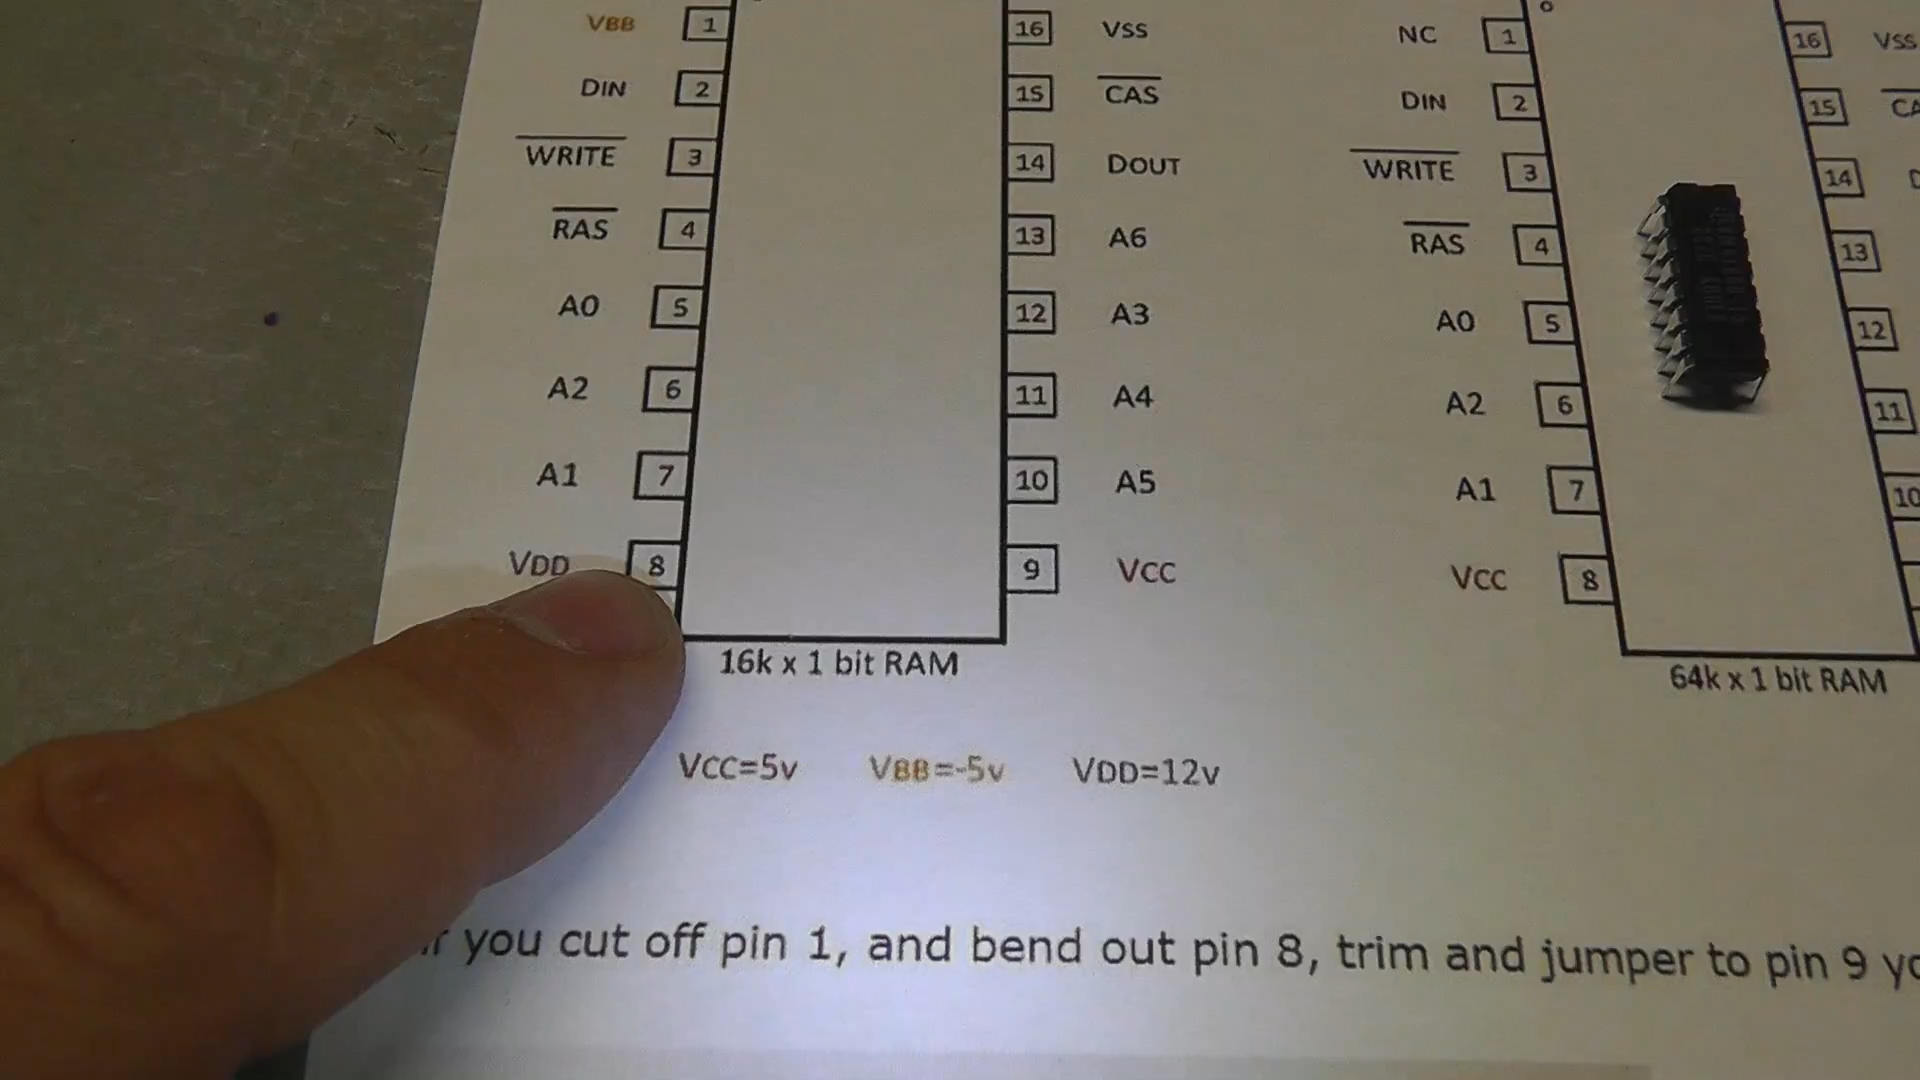 VBB 1 16 VSS
DIN 2 15 CAS
WRITE 3 14 DOUT
RAS 4 13 A6
A0 5 12 A3
A2 6 11 A4
A1 7 10 A5
VDD 8 9 VCC
16k x 1 bit RAM
NC 1 16 VSS
DIN 2 15
WRITE 3 14
RAS 4 13
A0 5 12
A2 6 11
A1 7 10
VCC 8
64k x 1 bit RAM
VCC=5v VBB=-5v VDD=12v
you cut off pin 1, and bend out pin 8, trim and jumper to pin 9